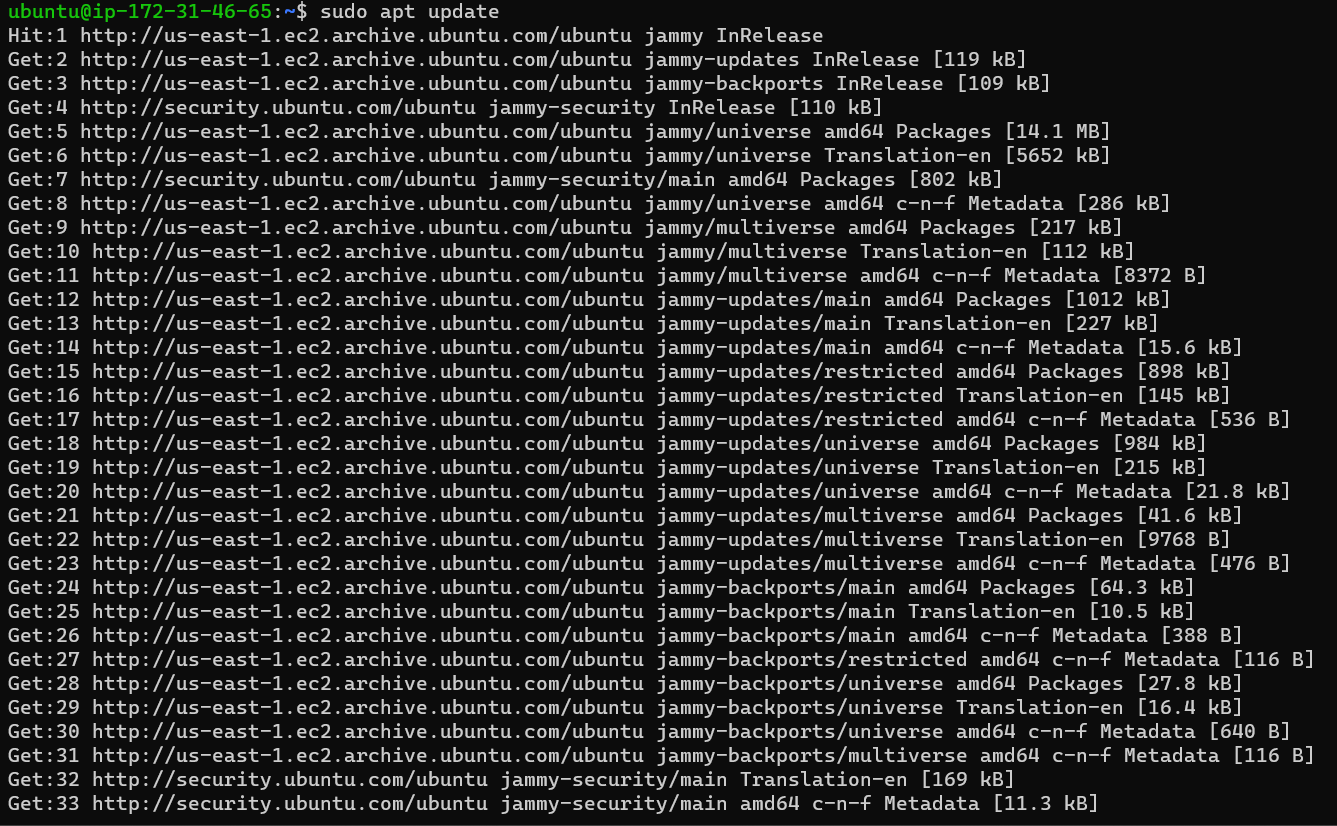 ubuntu@ip-172-31-46-65:~$ sudo apt update
Hit:1 http://us-east-1.ec2.archive.ubuntu.com/ubuntu jammy InRelease
Get:2 http://us-east-1.ec2.archive.ubuntu.com/ubuntu jammy-updates InRelease [119 kB]
Get:3 http://us-east-1.ec2.archive.ubuntu.com/ubuntu jammy-backports InRelease [109 kB]
Get:4 http://security.ubuntu.com/ubuntu jammy-security InRelease [110 kB]
Get:5 http://us-east-1.ec2.archive.ubuntu.com/ubuntu jammy/universe amd64 Packages [14.1 MB]
Get:6 http://us-east-1.ec2.archive.ubuntu.com/ubuntu jammy/universe Translation-en [5652 kB]
Get:7 http://security.ubuntu.com/ubuntu jammy-security/main amd64 Packages [802 kB]
Get:8 http://us-east-1.ec2.archive.ubuntu.com/ubuntu jammy/universe amd64 c-n-f Metadata [286 kB]
Get:9 http://us-east-1.ec2.archive.ubuntu.com/ubuntu jammy/multiverse amd64 Packages [217 kB]
Get:10 http://us-east-1.ec2.archive.ubuntu.com/ubuntu jammy/multiverse Translation-en [112 kB]
Get:11 http://us-east-1.ec2.archive.ubuntu.com/ubuntu jammy/multiverse amd64 c-n-f Metadata [8372 B]
Get:12 http://us-east-1.ec2.archive.ubuntu.com/ubuntu jammy-updates/main amd64 Packages [1012 kB]
Get:13 http://us-east-1.ec2.archive.ubuntu.com/ubuntu jammy-updates/main Translation-en [227 kB]
Get:14 http://us-east-1.ec2.archive.ubuntu.com/ubuntu jammy-updates/main amd64 c-n-f Metadata [15.6 kB]
Get:15 http://us-east-1.ec2.archive.ubuntu.com/ubuntu jammy-updates/restricted amd64 Packages [898 kB]
Get:16 http://us-east-1.ec2.archive.ubuntu.com/ubuntu jammy-updates/restricted Translation-en [145 kB]
Get:17 http://us-east-1.ec2.archive.ubuntu.com/ubuntu jammy-updates/restricted amd64 c-n-f Metadata [536 B]
Get:18 http://us-east-1.ec2.archive.ubuntu.com/ubuntu jammy-updates/universe amd64 Packages [984 kB]
Get:19 http://us-east-1.ec2.archive.ubuntu.com/ubuntu jammy-updates/universe Translation-en [215 kB]
Get:20 http://us-east-1.ec2.archive.ubuntu.com/ubuntu jammy-updates/universe amd64 c-n-f Metadata [21.8 kB]
Get:21 http://us-east-1.ec2.archive.ubuntu.com/ubuntu jammy-updates/multiverse amd64 Packages [41.6 kB]
Get:22 http://us-east-1.ec2.archive.ubuntu.com/ubuntu jammy-updates/multiverse Translation-en [9768 B]
Get:23 http://us-east-1.ec2.archive.ubuntu.com/ubuntu jammy-updates/multiverse amd64 c-n-f Metadata [476 B]
Get:24 http://us-east-1.ec2.archive.ubuntu.com/ubuntu jammy-backports/main amd64 Packages [64.3 kB]
Get:25 http://us-east-1.ec2.archive.ubuntu.com/ubuntu jammy-backports/main Translation-en [10.5 kB]
Get:26 http://us-east-1.ec2.archive.ubuntu.com/ubuntu jammy-backports/main amd64 c-n-f Metadata [388 B]
Get:27 http://us-east-1.ec2.archive.ubuntu.com/ubuntu jammy-backports/restricted amd64 c-n-f Metadata [116 B]
Get:28 http://us-east-1.ec2.archive.ubuntu.com/ubuntu jammy-backports/universe amd64 Packages [27.8 kB]
Get:29 http://us-east-1.ec2.archive.ubuntu.com/ubuntu jammy-backports/universe Translation-en [16.4 kB]
Get:30 http://us-east-1.ec2.archive.ubuntu.com/ubuntu jammy-backports/universe amd64 c-n-f Metadata [640 B]
Get:31 http://us-east-1.ec2.archive.ubuntu.com/ubuntu jammy-backports/multiverse amd64 c-n-f Metadata [116 B]
Get:32 http://security.ubuntu.com/ubuntu jammy-security/main Translation-en [169 kB]
Get:33 http://security.ubuntu.com/ubuntu jammy-security/main amd64 c-n-f Metadata [11.3 kB]